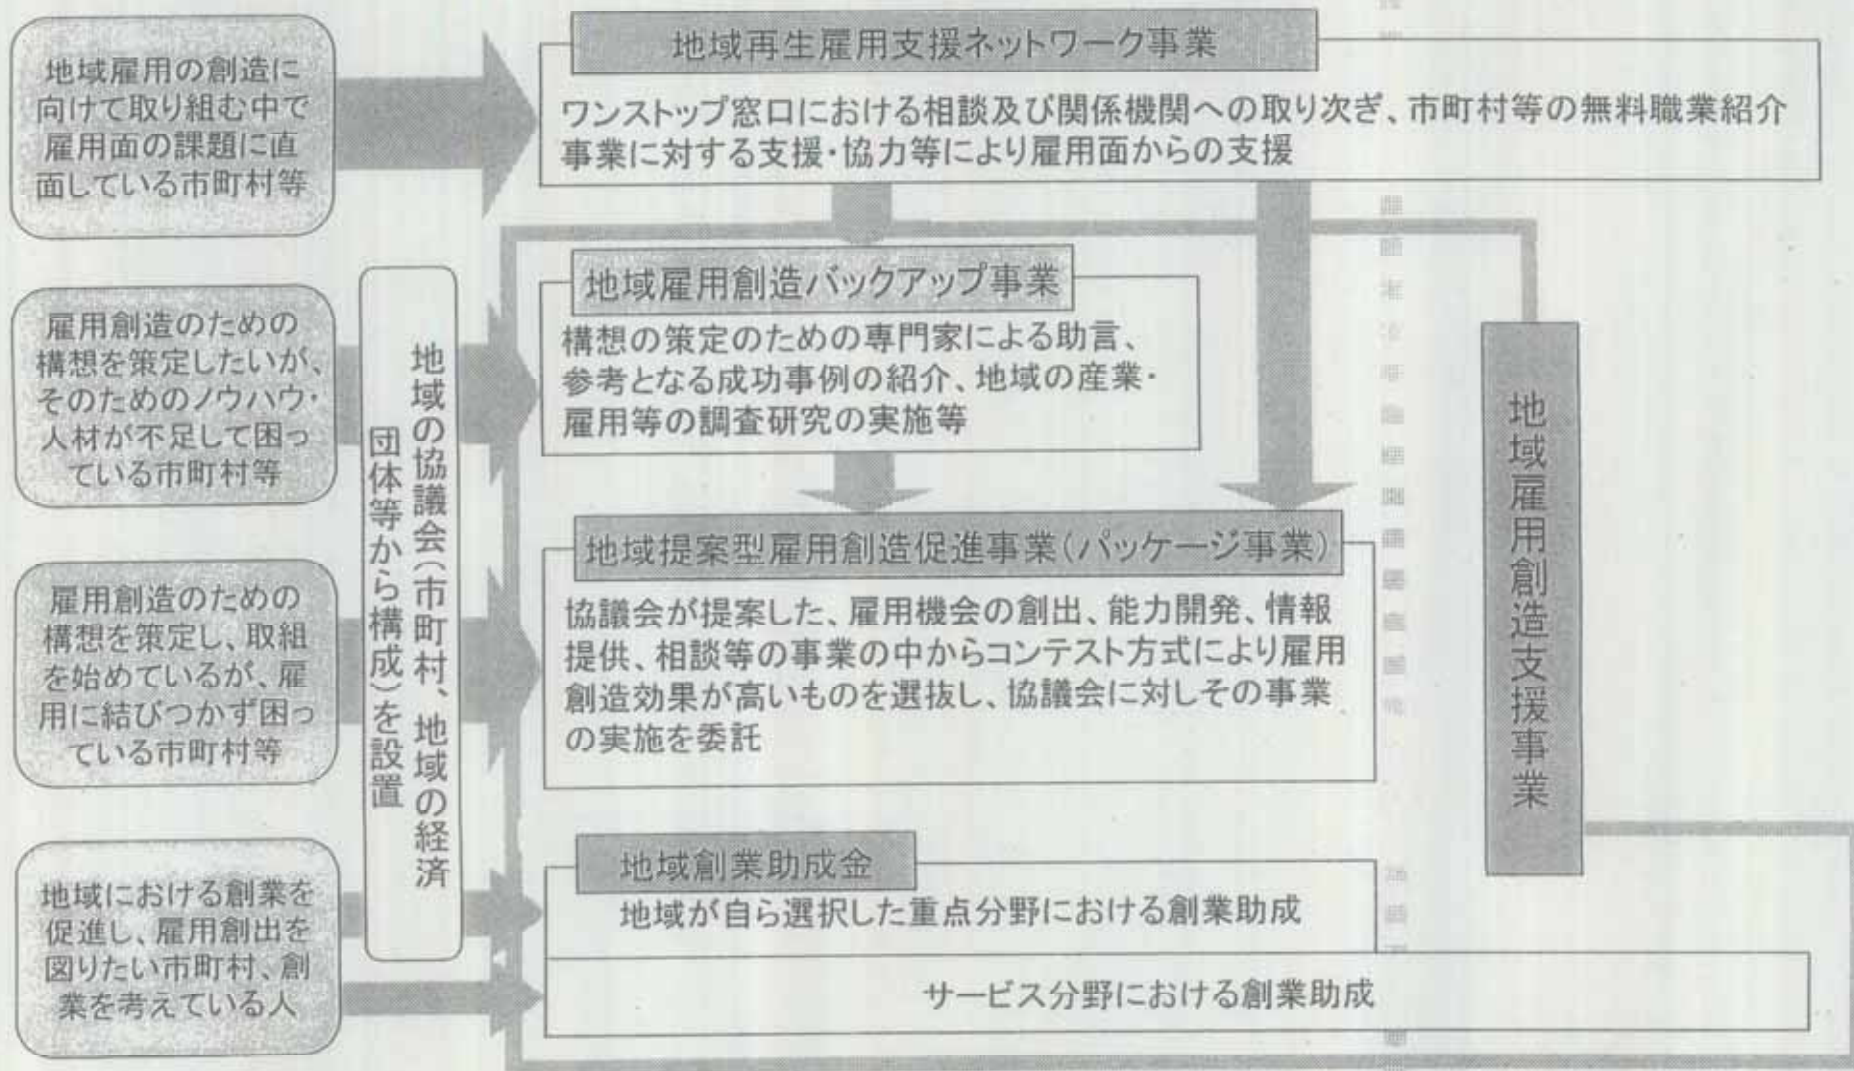 地域雇用の創造に
向けて取り組む中で
雇用面の課題に直
面している市町村等
地域再生雇用支援ネットワーク事業
ワンストップ窓口における相談及び関係機関への取り次ぎ、市町村等の無料職業紹介
事業に対する支援・協力等により雇用面からの支援
雇用創造のための
構想を策定したいが、
そのためのノウハウ・
人材が不足して困っ
ている市町村等
地域の協議会(市町村、地域の経済
団体等から構成)を設置
地域雇用創造バックアップ事業
構想の策定のための専門家による助言、
参考となる成功事例の紹介、地域の産業・
雇用等の調査研究の実施等
地域雇用創造支援事業
雇用創造のための
構想を策定し、取組
を始めているが、雇
用に結びつかず困っ
ている市町村等
地域提案型雇用創造促進事業(パッケージ事業)
協議会が提案した、雇用機会の創出、能力開発、情報
提供、相談等の事業の中からコンテスト方式により雇用
創造効果が高いものを選抜し、協議会に対しその事業
の実施を委託
地域における創業を
促進し、雇用創出を
図りたい市町村、創
業を考えている人
地域創業助成金
地域が自ら選択した重点分野における創業助成
サービス分野における創業助成